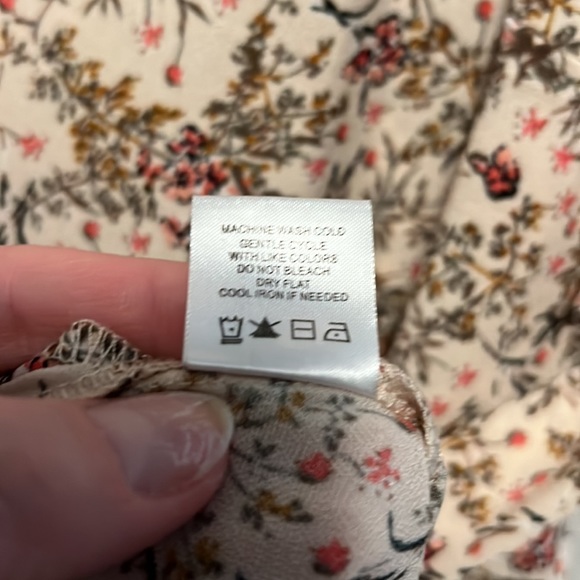 MACHINE WASH COLD
GENTLE CYCLE
WITH LIKE COLORS
DO NOT BLEACH
DRY FLAT
COOL IRON IF NEEDED